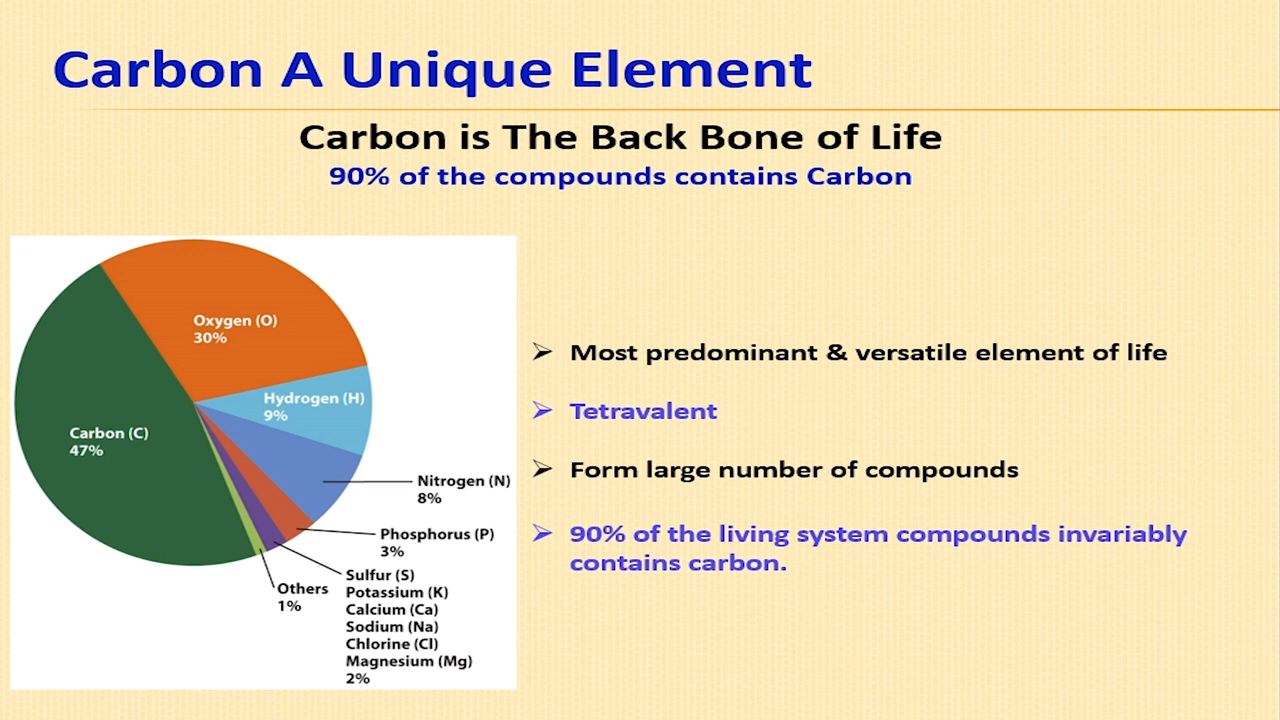 Carbon A Unique Element
Carbon is The Back Bone of Life
90% of the compounds contains Carbon
Oxygen (O)
30%
Hydrogen (H)
9%
Carbon (C)
47%
Nitrogen (N)
8%
Phosphorus (P)
3%
Others
1%
Sulfur (S)
Potassium (K)
Calcium (Ca)
Sodium (Na)
Chlorine (Cl)
Magnesium (Mg)
2%
Most predominant & versatile element of life
Tetravalent
Form large number of compounds
90% of the living system compounds invariably
contains carbon.